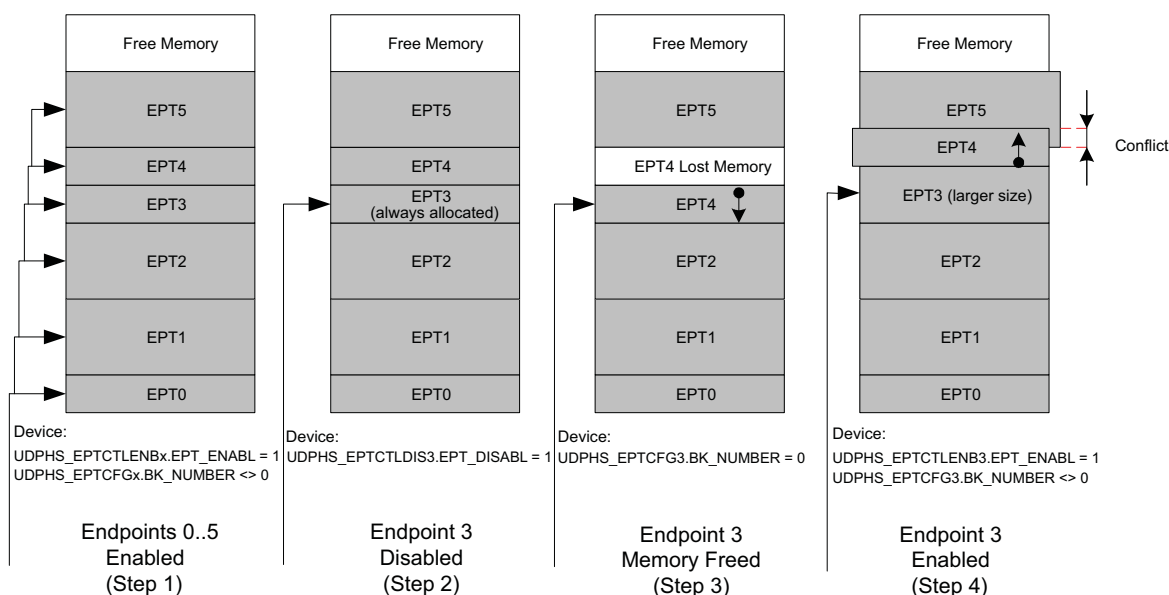 Free Memory
EPT5
EPT4
EPT3
EPT2
EPT1
EPT0
Device:
UDPHS_EPTCTLENBx.EPT_ENABL = 1
UDPHS_EPTCFGx.BK_NUMBER <> 0
Endpoints 0..5
Enabled
(Step 1)
Free Memory
EPT5
EPT4
EPT3
(always allocated)
EPT2
EPT1
EPT0
Device:
UDPHS_EPTCTLDIS3.EPT_DISABL = 1
Endpoint 3
Disabled
(Step 2)
Free Memory
EPT5
EPT4 Lost Memory
EPT4
EPT2
EPT1
EPT0
Device:
UDPHS_EPTCFG3.BK_NUMBER = 0
Endpoint 3
Memory Freed
(Step 3)
Free Memory
EPT5
EPT4
Conflict
EPT3 (larger size)
EPT2
EPT1
EPT0
Device:
UDPHS_EPTCTLENB3.EPT_ENABL = 1
UDPHS_EPTCFG3.BK_NUMBER <> 0
Endpoint 3
Enabled
(Step 4)